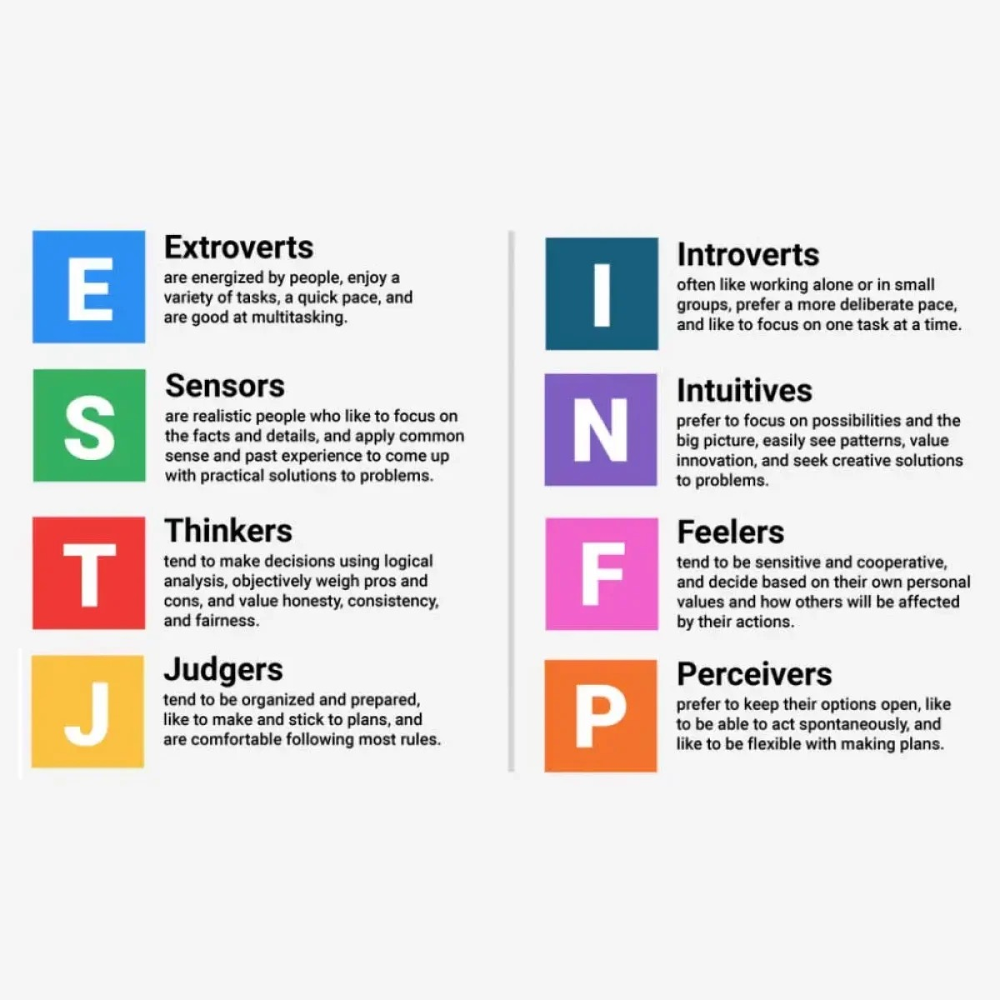 E
Extroverts
are energized by people, enjoy a
variety of tasks, a quick pace, and
are good at multitasking.
S
Sensors
are realistic people who like to focus on
the facts and details, and apply common
sense and past experience to come up
with practical solutions to problems.
T
Thinkers
tend to make decisions using logical
analysis, objectively weigh pros and
cons, and value honesty, consistency,
and fairness.
J
Judgers
tend to be organized and prepared,
like to make and stick to plans, and
are comfortable following most rules.
I
Introverts
often like working alone or in small
groups, prefer a more deliberate pace,
and like to focus on one task at a time.
N
Intuitives
prefer to focus on possibilities and the
big picture, easily see patterns, value
innovation, and seek creative solutions
to problems.
F
Feelers
tend to be sensitive and cooperative,
and decide based on their own personal
values and how others will be affected
by their actions.
P
Perceivers
prefer to keep their options open, like
to be able to act spontaneously, and
like to be flexible with making plans.